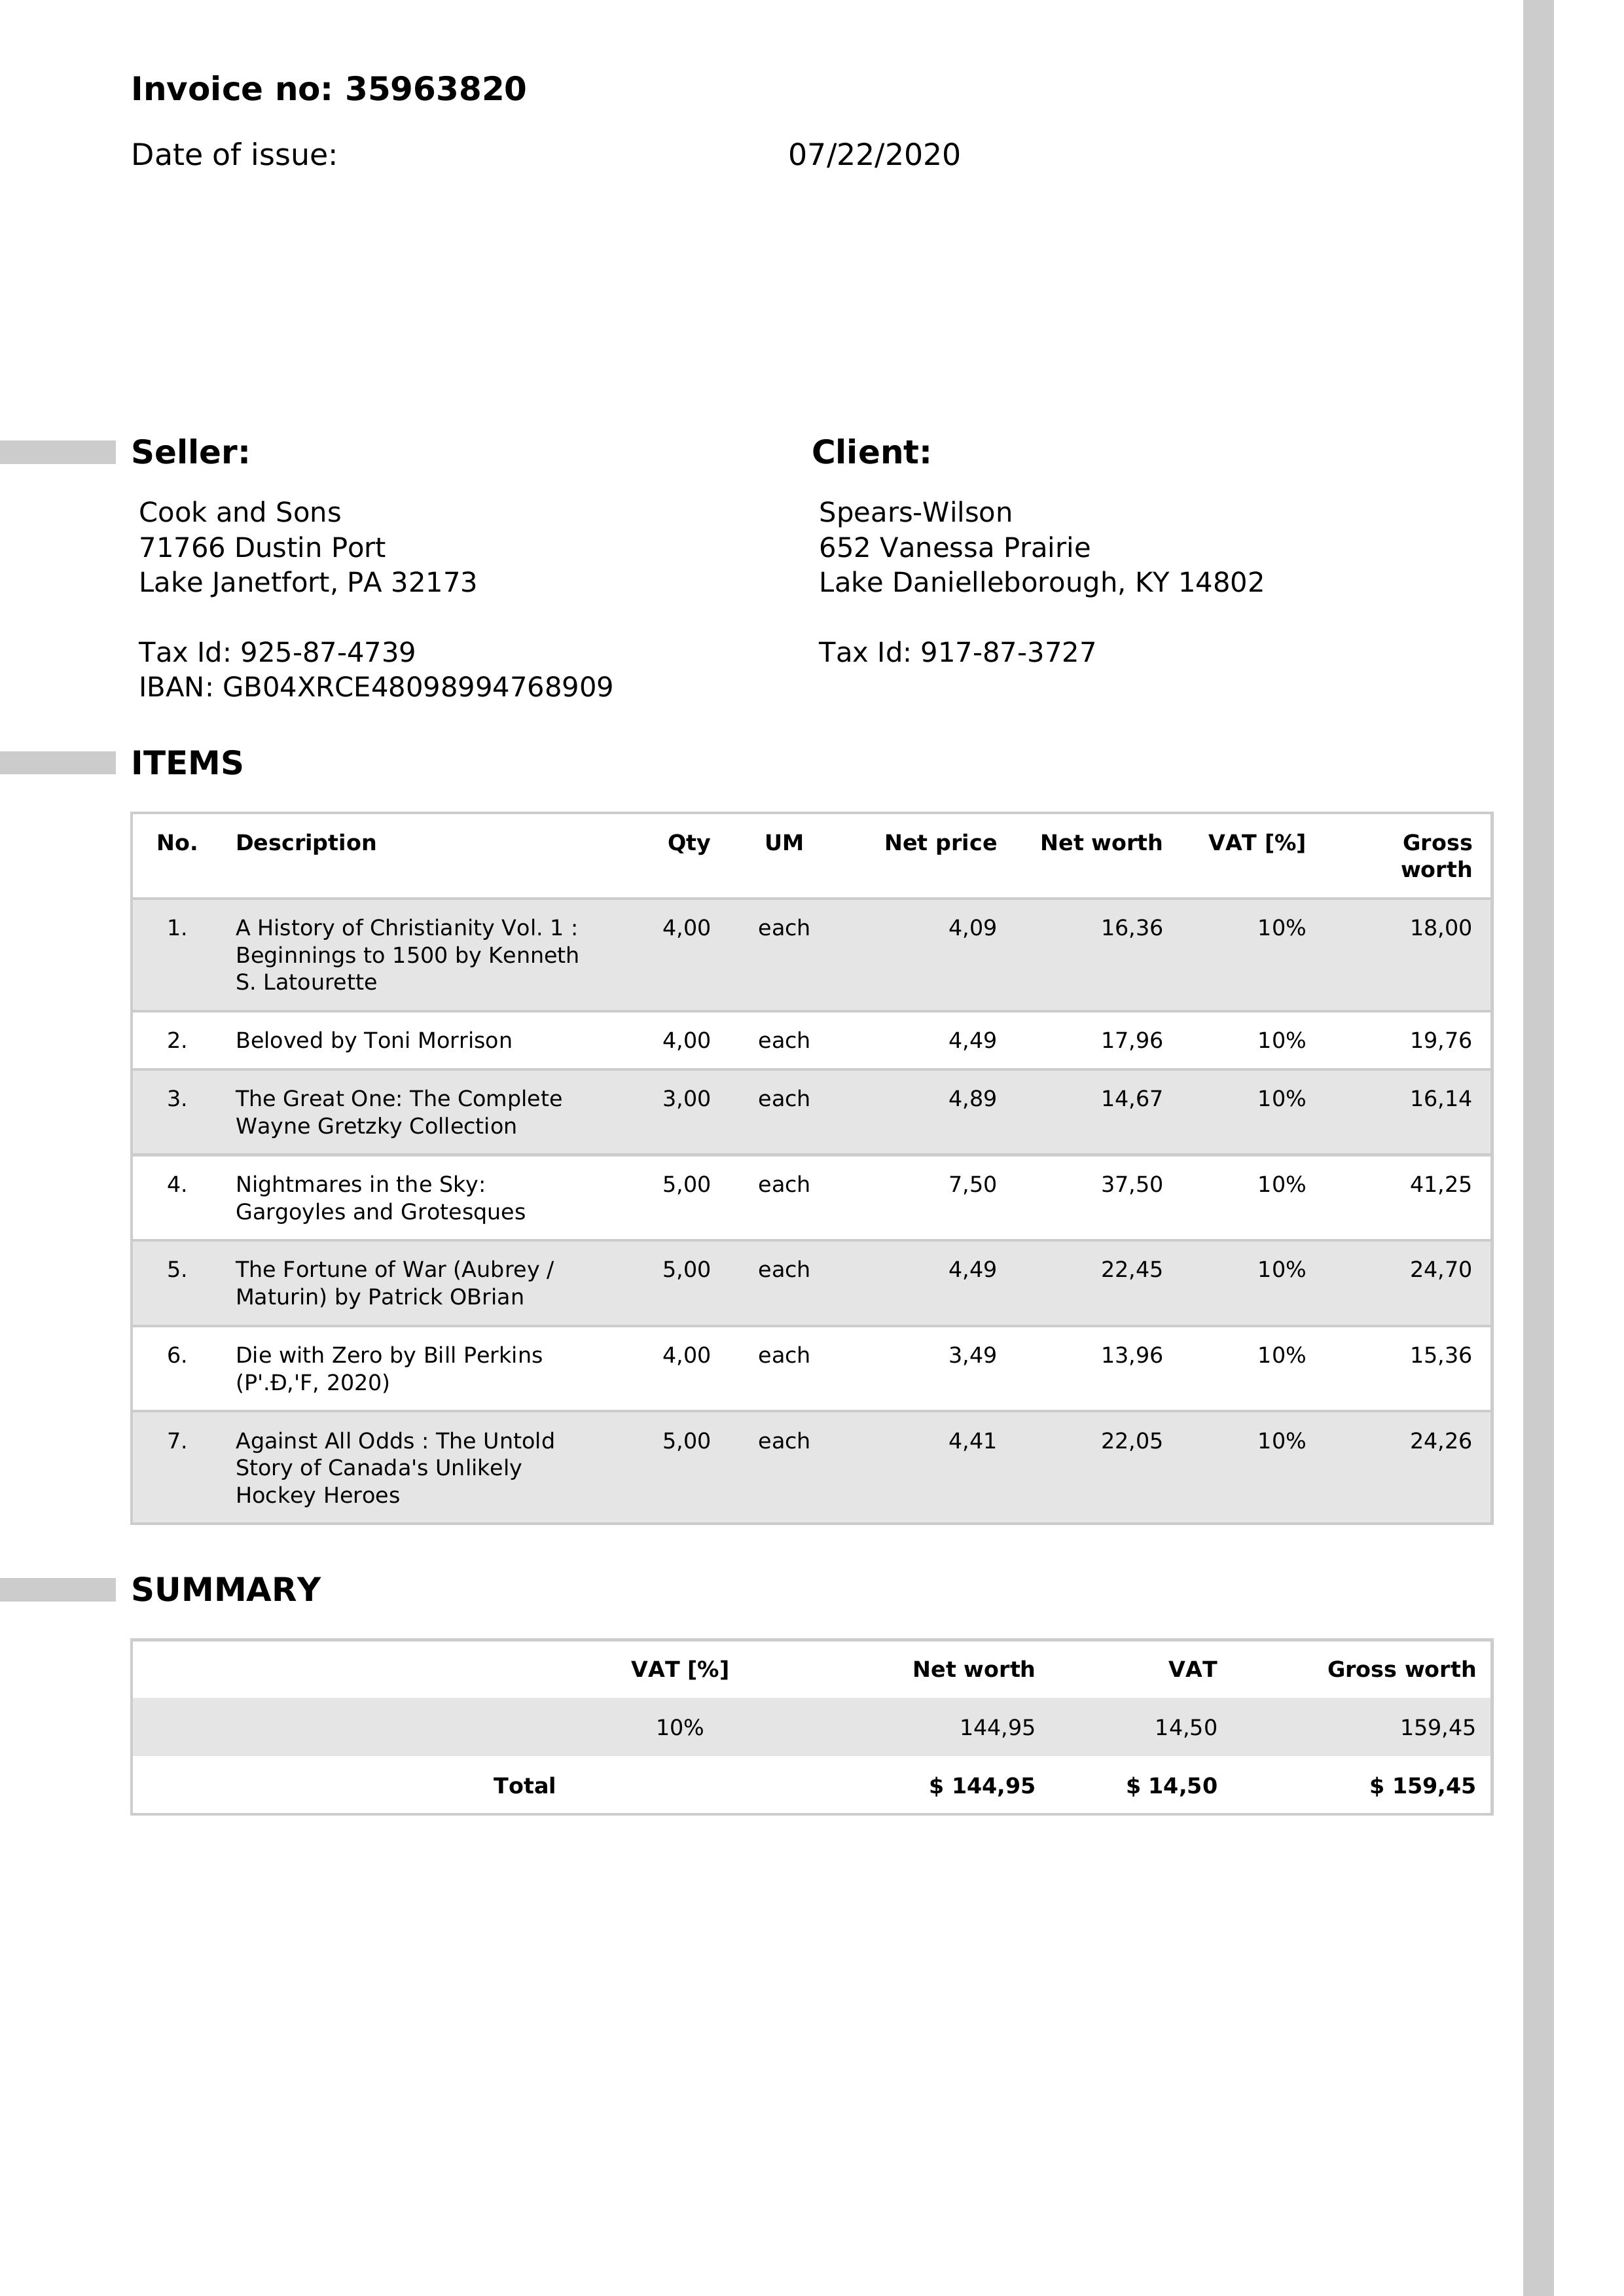 Invoice no: 35963820
Date of issue: 07/22/2020
Seller: Client:
Cook and Sons Spears-Wilson
71766 Dustin Port 652 Vanessa Prairie
Lake Janetfort, PA 32173 Lake Danielleborough, KY 14802
Tax Id: 925-87-4739 Tax Id: 917-87-3727
IBAN: GB04XRCE48098994768909
ITEMS
No. Description Qty UM Net price Net worth VAT [%] Gross
worth
1. A History of Christianity Vol. 1 : 4,00 each 4,09 16,36 10% 18,00
Beginnings to 1500 by Kenneth
S. Latourette
2. Beloved by Toni Morrison 4,00 each 4,49 17,96 10% 19,76
3. The Great One: The Complete 3,00 each 4,89 14,67 10% 16,14
Wayne Gretzky Collection
4. Nightmares in the Sky: 5,00 each 7,50 37,50 10% 41,25
Gargoyles and Grotesques
5. The Fortune of War (Aubrey / 5,00 each 4,49 22,45 10% 24,70
Maturin) by Patrick OBrian
6. Die with Zero by Bill Perkins 4,00 each 3,49 13,96 10% 15,36
(P'.Đ,'F, 2020)
7. Against All Odds : The Untold 5,00 each 4,41 22,05 10% 24,26
Story of Canada's Unlikely
Hockey Heroes
SUMMARY
VAT [%] Net worth VAT Gross worth
10% 144,95 14,50 159,45
Total $ 144,95 $ 14,50 $ 159,45